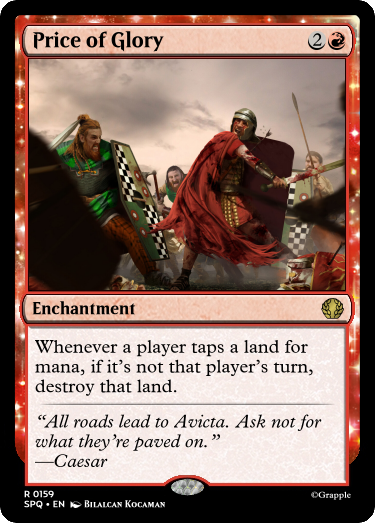 Price of Glory 2
Enchantment
Whenever a player taps a land for
mana, if it's not that player's turn,
destroy that land.
“All roads lead to Avicta. Ask not for
what they're paved on.”
—Caesar
R 0159
SPQ • EN Bilalcan Kocaman
©Grapple